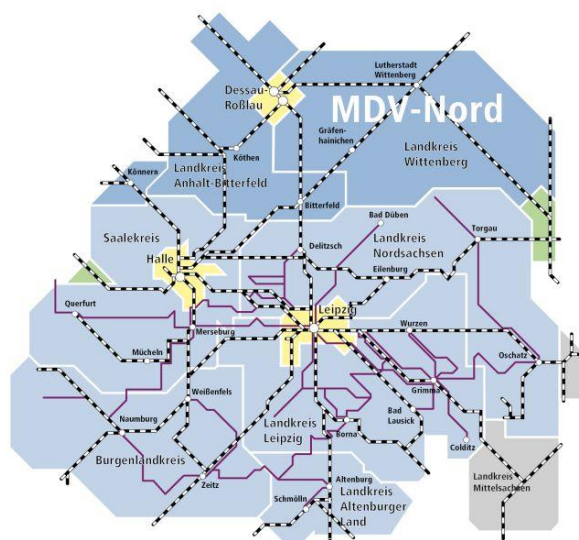 Lutherstadt
Wittenberg
Dessau-
Roßlau
MDV-Nord
Gräfen-
hainichen
Landkreis
Wittenberg
Köthen
Landkreis
Anhalt-Bitterfeld
Könnern
Bitterfeld
Bad Düben
Torgau
Saalekreis
Delitzsch
Landkreis
Nordsachsen
Halle
Eilenburg
Querfurt
Leipzig
Merseburg
Wurzen
Mücheln
Oschatz
Weißenfels
Grimma
Naumburg
Landkreis
Leipzig
Bad
Lausick
Borna
Colditz
Burgenlandkreis
Zeitz
Altenburg
Schmölln
Landkreis
Altenburger
Land
Landkreis
Mittelsachsen